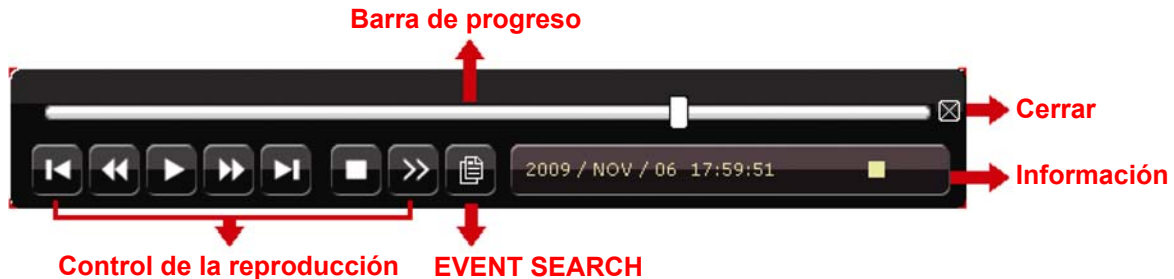 Barra de progreso
Cerrar
2009 / NOV / 06 17:59:51
Información
Control de la reproducción
EVENT SEARCH